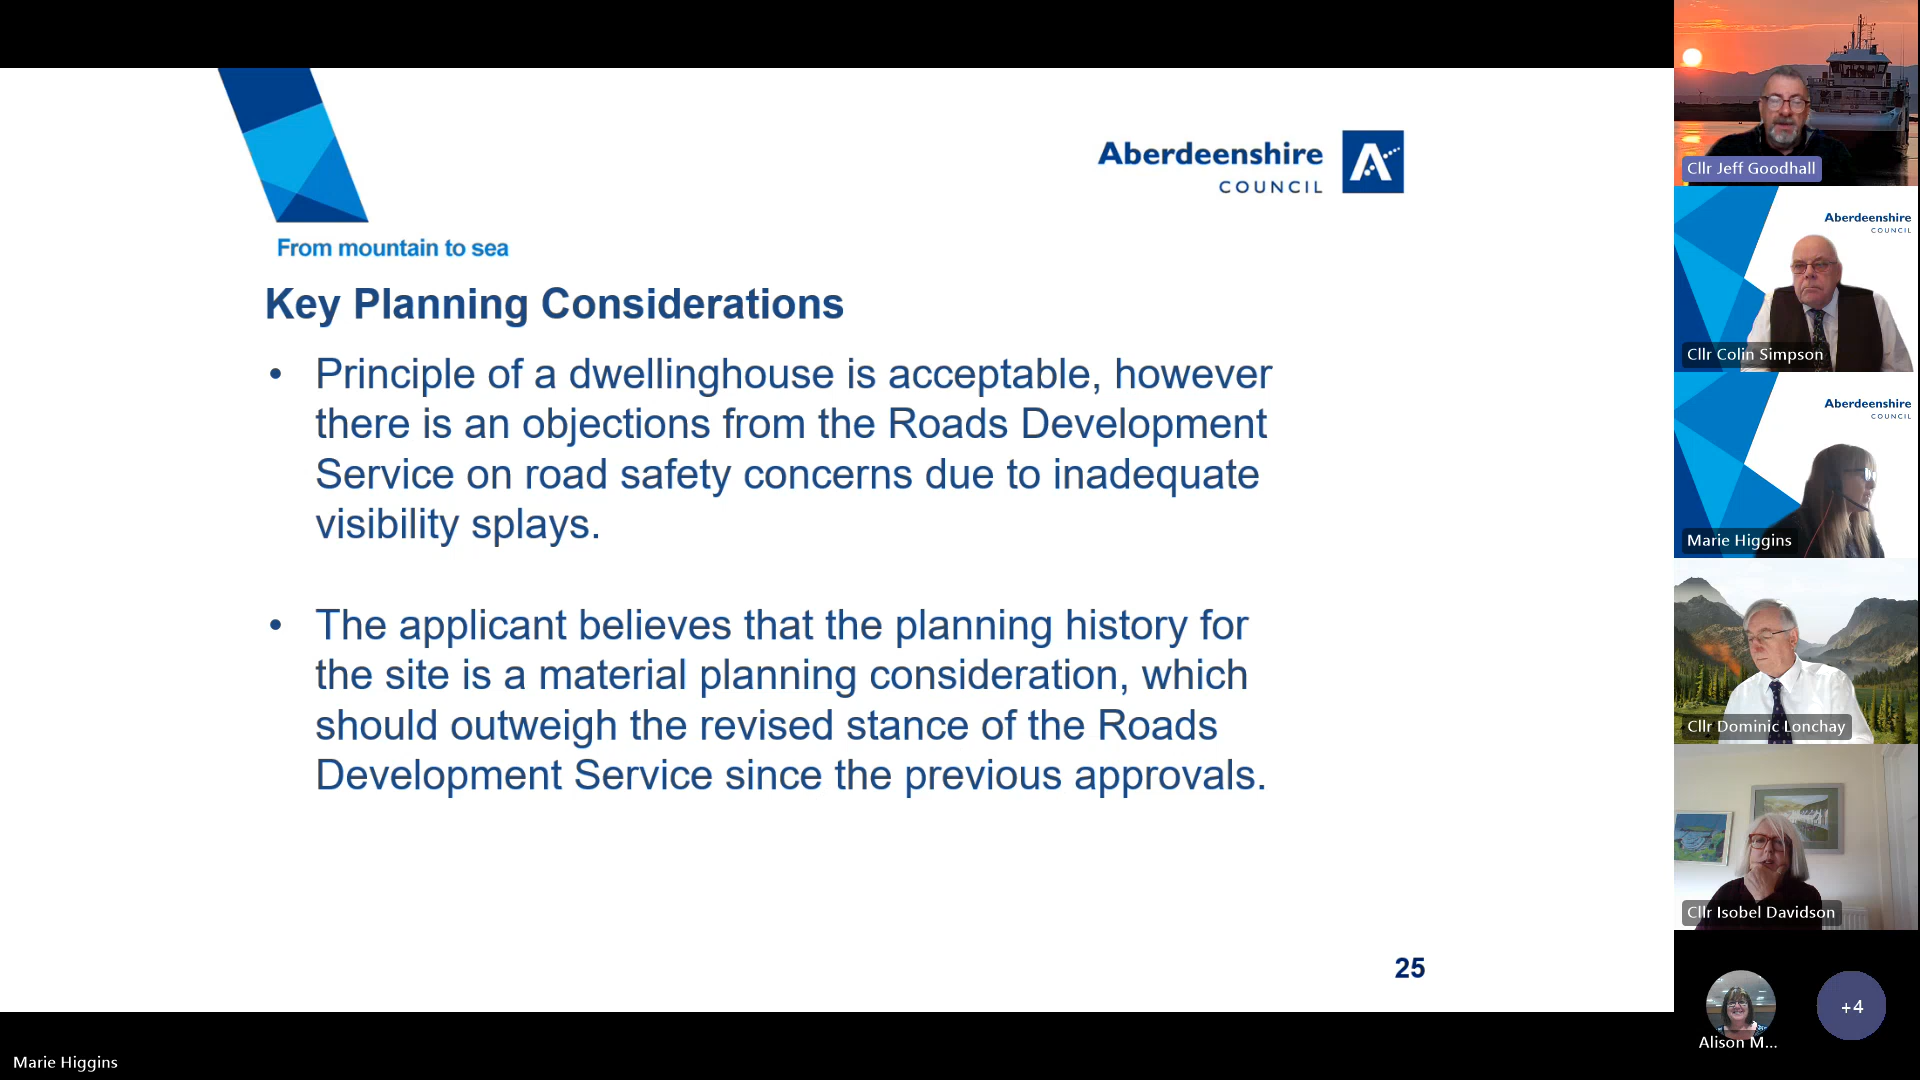 Aberdeenshire
COUNCIL
From mountain to sea
Key Planning Considerations
• Principle of a dwellinghouse is acceptable, however
there is an objections from the Roads Development
Service on road safety concerns due to inadequate
visibility splays.
• The applicant believes that the planning history for
the site is a material planning consideration, which
should outweigh the revised stance of the Roads
Development Service since the previous approvals.
25
Marie Higgins
Cllr Jeff Goodhall
Aberdeenshire
COUNCIL
Cllr Colin Simpson
Aberdeenshire
COUNCIL
Marie Higgins
Cllr Dominic Lonchay
Cllr Isobel Davidson
Alison M...
+4